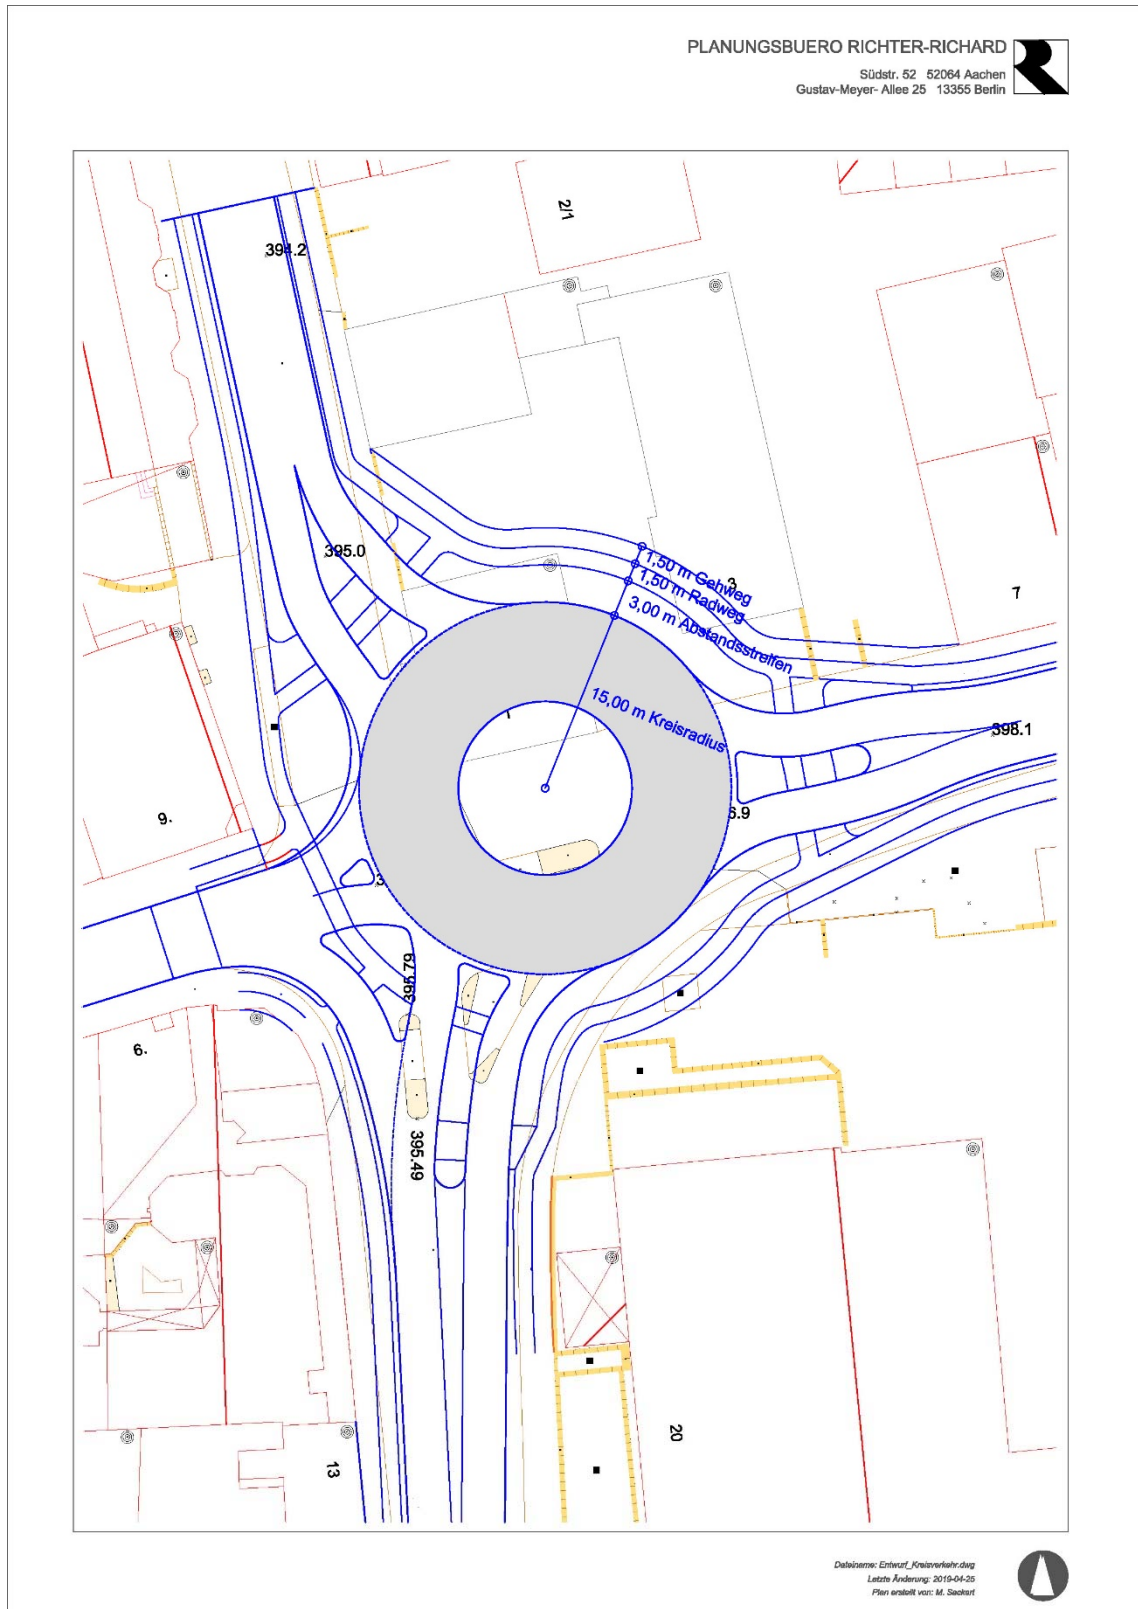 PLANUNGSBUERO RICHTER-RICHARD
Südstr. 52 52064 Aachen
Gustav-Meyer- Allee 25 13355 Berlin
2/1
394.2
395.0
1,50 m Gehweg
3
1,50 m Radweg
3,00 m Abstandsstreifen
7
15,00 m Kreisradius
398.1
9.
6.9
395.79
6.
395.49
20
13
Dateiname: Entwurf_Kreisverkehr.dwg
Letzte Änderung: 2019-04-25
Plan erstellt von: M. Sackart